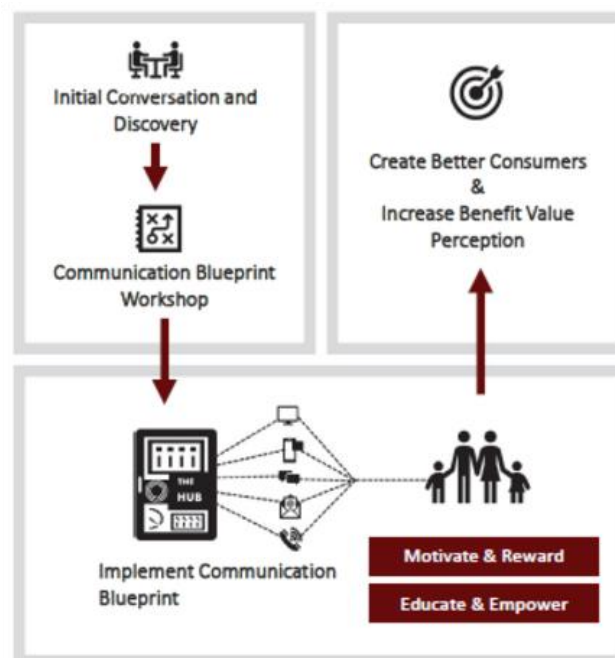 Initial Conversation and
Discovery
Communication Blueprint
Workshop
Create Better Consumers
&
Increase Benefit Value
Perception
THE
HUB
Implement Communication
Blueprint
Motivate & Reward
Educate & Empower